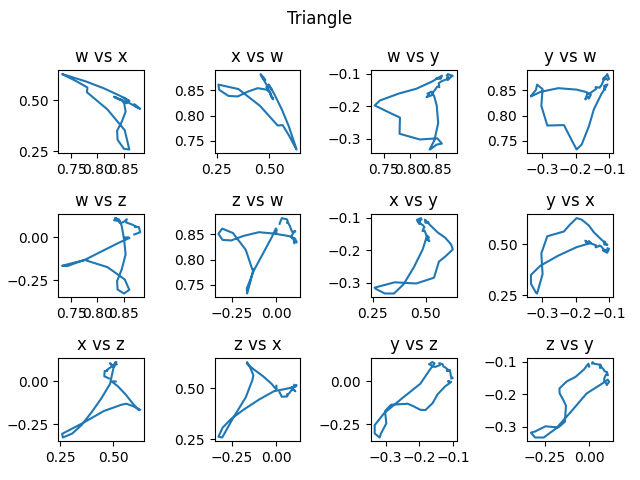 Triangle
w vs x
x vs w
w vs y
y vs w
0.50
0.25
0.75 0.80 0.85
0.85
0.80
0.75
0.25 0.50
−0.1
−0.2
−0.3
0.75 0.80 0.85
0.85
0.80
0.75
−0.3 −0.2 −0.1
w vs z
z vs w
x vs y
y vs x
0.00
−0.25
0.75 0.80 0.85
0.85
0.80
0.75
−0.25 0.00
−0.1
−0.2
−0.3
0.25 0.50
0.50
0.25
−0.3 −0.2 −0.1
x vs z
z vs x
y vs z
z vs y
0.00
−0.25
0.25 0.50
0.50
0.25
−0.25 0.00
0.00
−0.25
−0.3 −0.2 −0.1
−0.1
−0.2
−0.3
−0.25 0.00